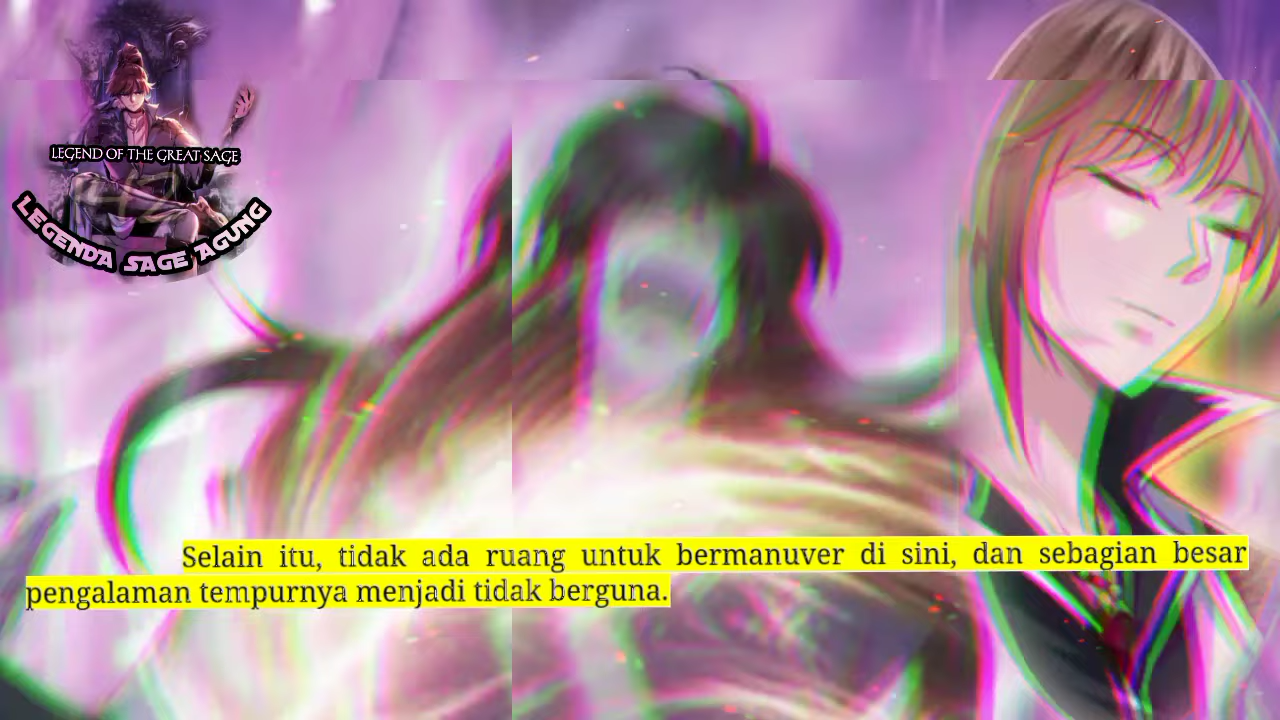 LEGEND OF THE GREAT SAGE
LEGENDA SAGE AGUNG
Selain itu, tidak ada ruang untuk bermanuver di sini, dan sebagian besar
pengalaman tempurnya menjadi tidak berguna.